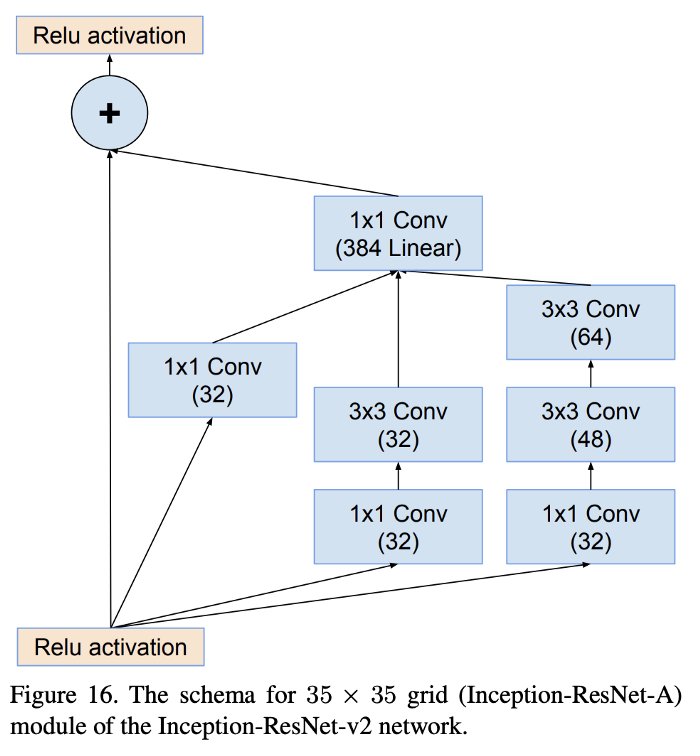 Relu activation
+
1x1 Conv
(384 Linear)
3x3 Conv
(64)
1x1 Conv
(32)
3x3 Conv
(32)
3x3 Conv
(48)
1x1 Conv
(32)
1x1 Conv
(32)
Relu activation
Figure 16. The schema for 35 × 35 grid (Inception-ResNet-A)
module of the Inception-ResNet-v2 network.